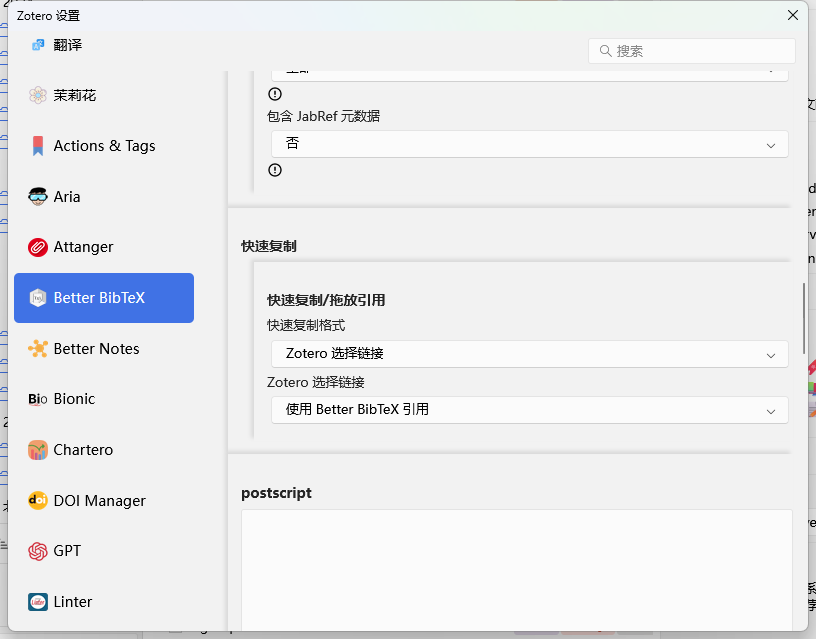 Zotero 设置
翻译
搜索
茉莉花
包含 JabRef 元数据
否
Actions & Tags
Aria
Attanger
快速复制
Better BibTeX
快速复制/拖放引用
快速复制格式
Better Notes
Zotero 选择链接
Zotero 选择链接
Bionic
使用 Better BibTeX 引用
Chartero
postscript
DOI Manager
GPT
Linter